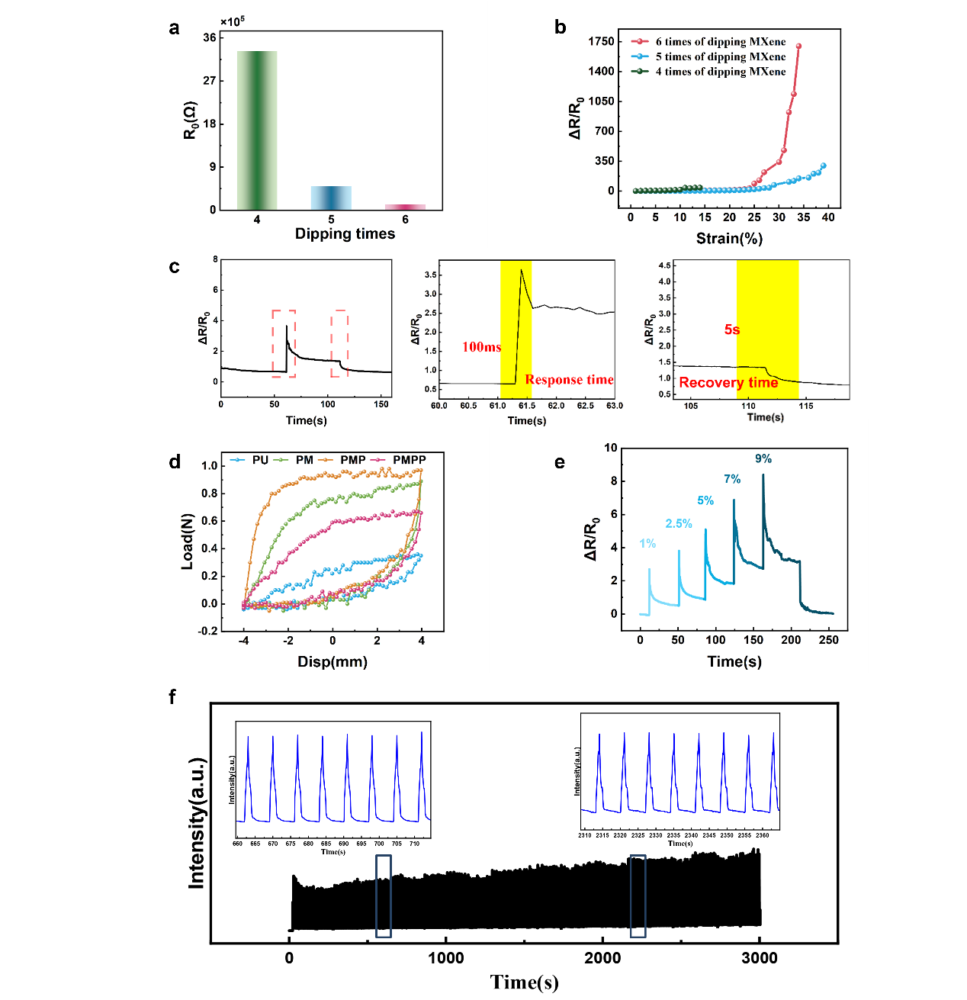 a
×10⁵
36
27
18
9
0
R₀(Ω)
4 5 6
Dipping times
b
6 times of dipping MXene
5 times of dipping MXene
4 times of dipping MXene
1750
1400
1050
700
350
0
ΔR/R₀
0 5 10 15 20 25 30 35 40
Strain(%)
c
8
6
4
2
0
ΔR/R₀
0 50 100 150
Time(s)
3.5
3.0
2.5
2.0
1.5
1.0
0.5
ΔR/R₀
100ms
Response time
60.0 60.5 61.0 61.5 62.0 62.5 63.0
Time(s)
4.5
4.0
3.5
3.0
2.5
2.0
1.5
1.0
0.5
ΔR/R₀
5s
Recovery time
105 110 115
Time(s)
d
PU PM PMP PMPP
1.0
0.8
0.6
0.4
0.2
0.0
-0.2
Load(N)
-4 -2 0 2 4
Disp(mm)
e
10
8
6
4
2
0
ΔR/R₀
1%
2.5%
5%
7%
9%
0 50 100 150 200 250
Time(s)
f
Intensity(a.u.)
Intensity(a.u.)
660 665 670 675 680 685 690 695 700 705 710
Time(s)
Intensity(a.u.)
2310 2315 2320 2325 2330 2335 2340 2345 2350 2355 2360
Time(s)
0 1000 2000 3000
Time(s)